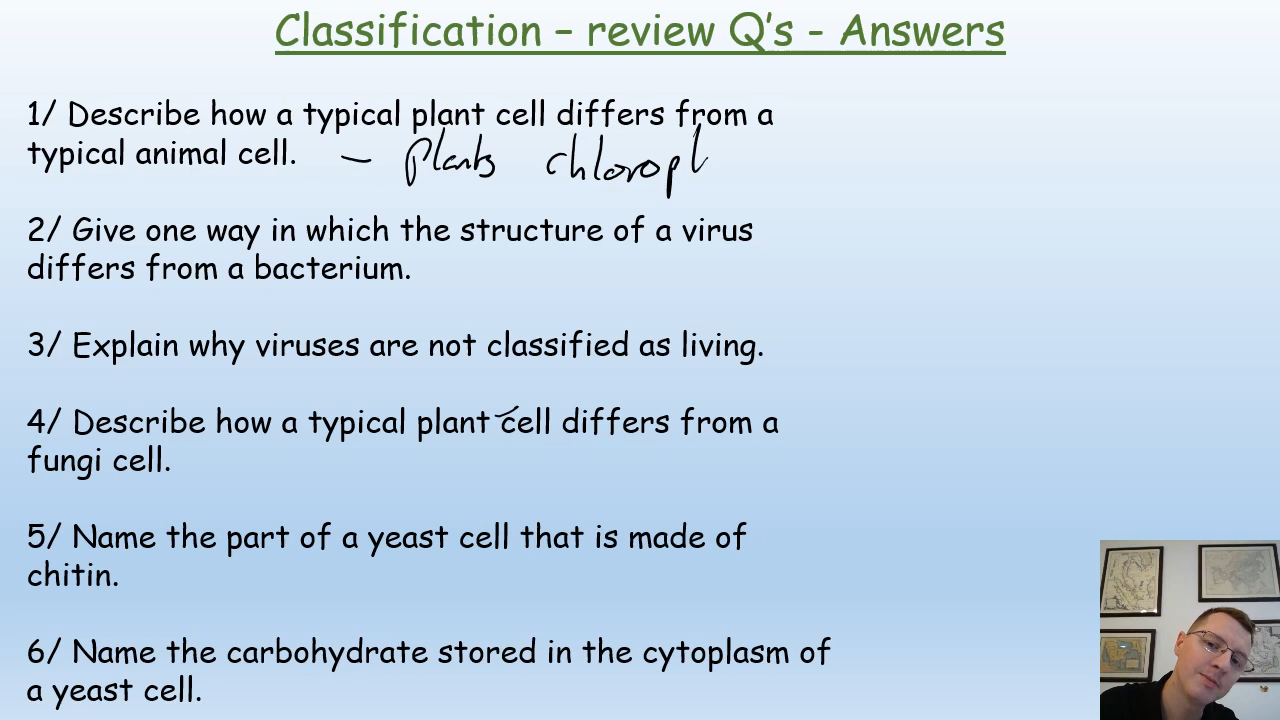 Classification – review Q's - Answers
1/ Describe how a typical plant cell differs from a
typical animal cell. – Plants chloropl
2/ Give one way in which the structure of a virus
differs from a bacterium.
3/ Explain why viruses are not classified as living.
4/ Describe how a typical plant cell differs from a
fungi cell.
5/ Name the part of a yeast cell that is made of
chitin.
6/ Name the carbohydrate stored in the cytoplasm of
a yeast cell.